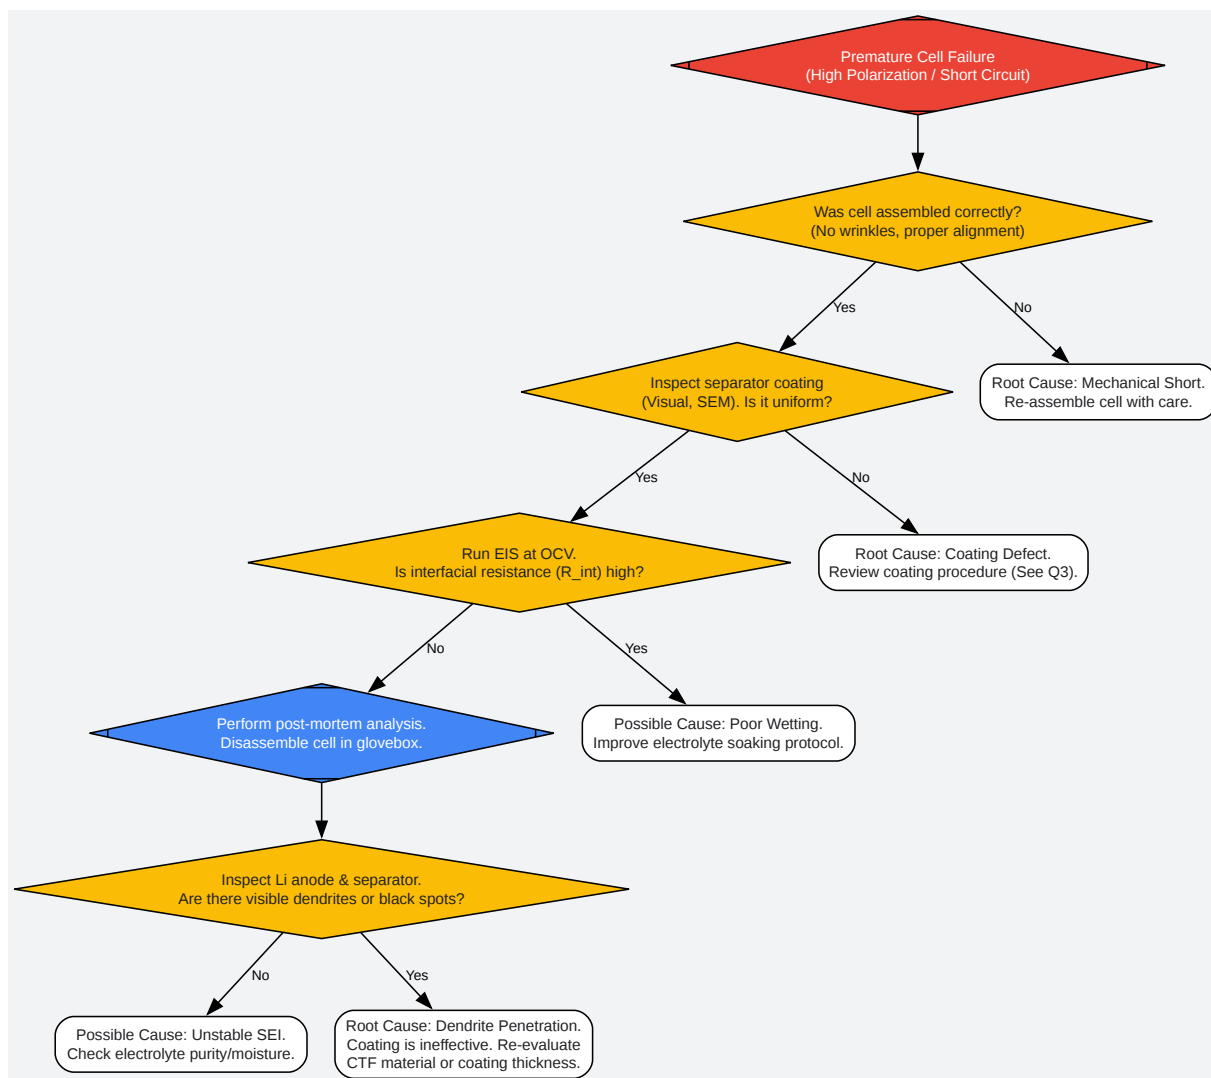 Premature Cell Failure
(High Polarization / Short Circuit)
Was cell assembled correctly?
(No wrinkles, proper alignment)
Yes
No
Inspect separator coating
(Visual, SEM). Is it uniform?
Root Cause: Mechanical Short.
Re-assemble cell with care.
Yes
No
Run EIS at OCV.
Is interfacial resistance (R_int) high?
Root Cause: Coating Defect.
Review coating procedure (See Q3).
No
Yes
Perform post-mortem analysis.
Disassemble cell in glovebox.
Possible Cause: Poor Wetting.
Improve electrolyte soaking protocol.
Inspect Li anode & separator.
Are there visible dendrites or black spots?
No
Yes
Possible Cause: Unstable SEI.
Check electrolyte purity/moisture.
Root Cause: Dendrite Penetration.
Coating is ineffective. Re-evaluate
CTF material or coating thickness.